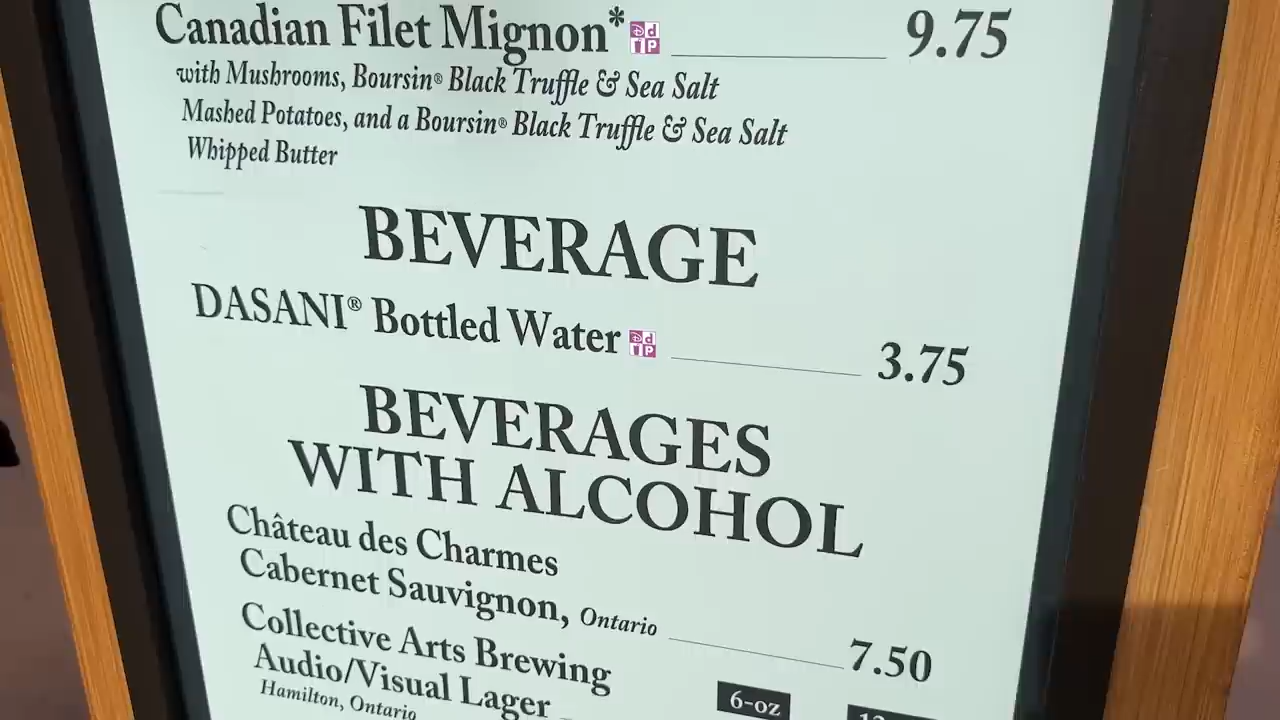 Canadian Filet Mignon* 9.75
with Mushrooms, Boursin® Black Truffle & Sea Salt
Mashed Potatoes, and a Boursin® Black Truffle & Sea Salt
Whipped Butter
BEVERAGE
DASANI® Bottled Water 3.75
BEVERAGES
WITH ALCOHOL
Château des Charmes
Cabernet Sauvignon, Ontario 7.50
Collective Arts Brewing
Audio/Visual Lager 6-oz
Hamilton, Ontario